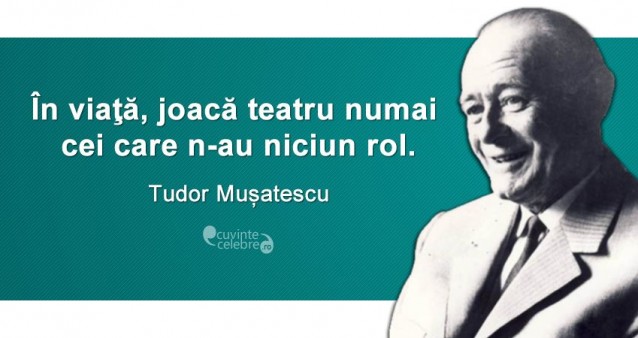 În viaţă, joacă teatru numai
cei care n-au niciun rol.
Tudor Mușatescu
cuvinte
celebre.ro